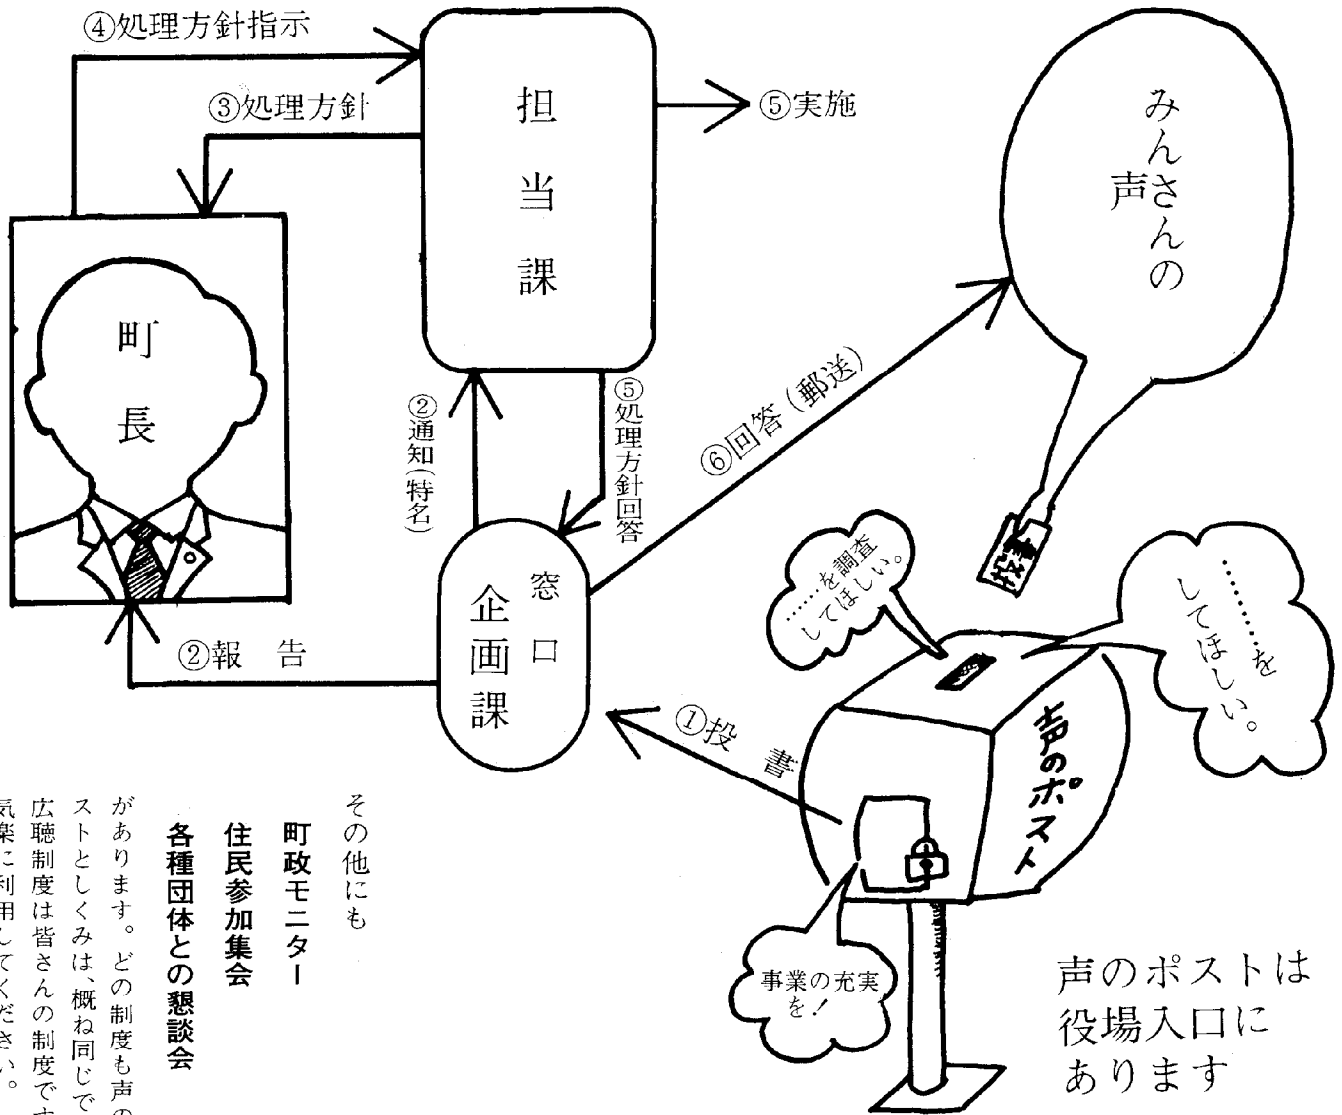 ④処理方針指示
③処理方針
担当課
⑤実施
みんさんの
声
町長
②通知(特名)
⑤処理方針回答
⑥回答(郵送)
窓口
企画課
②報 告
①投 書
………を調査
してほしい。
………を
してほしい。
声のポスト
事業の充実
を!
声のポストは
役場入口に
あります
その他にも
町政モニター
住民参加集会
各種団体との懇談会
があります。どの制度も声の
ストとしくみは、概ね同じで
広聴制度は皆さんの制度です
気楽に利用してください。